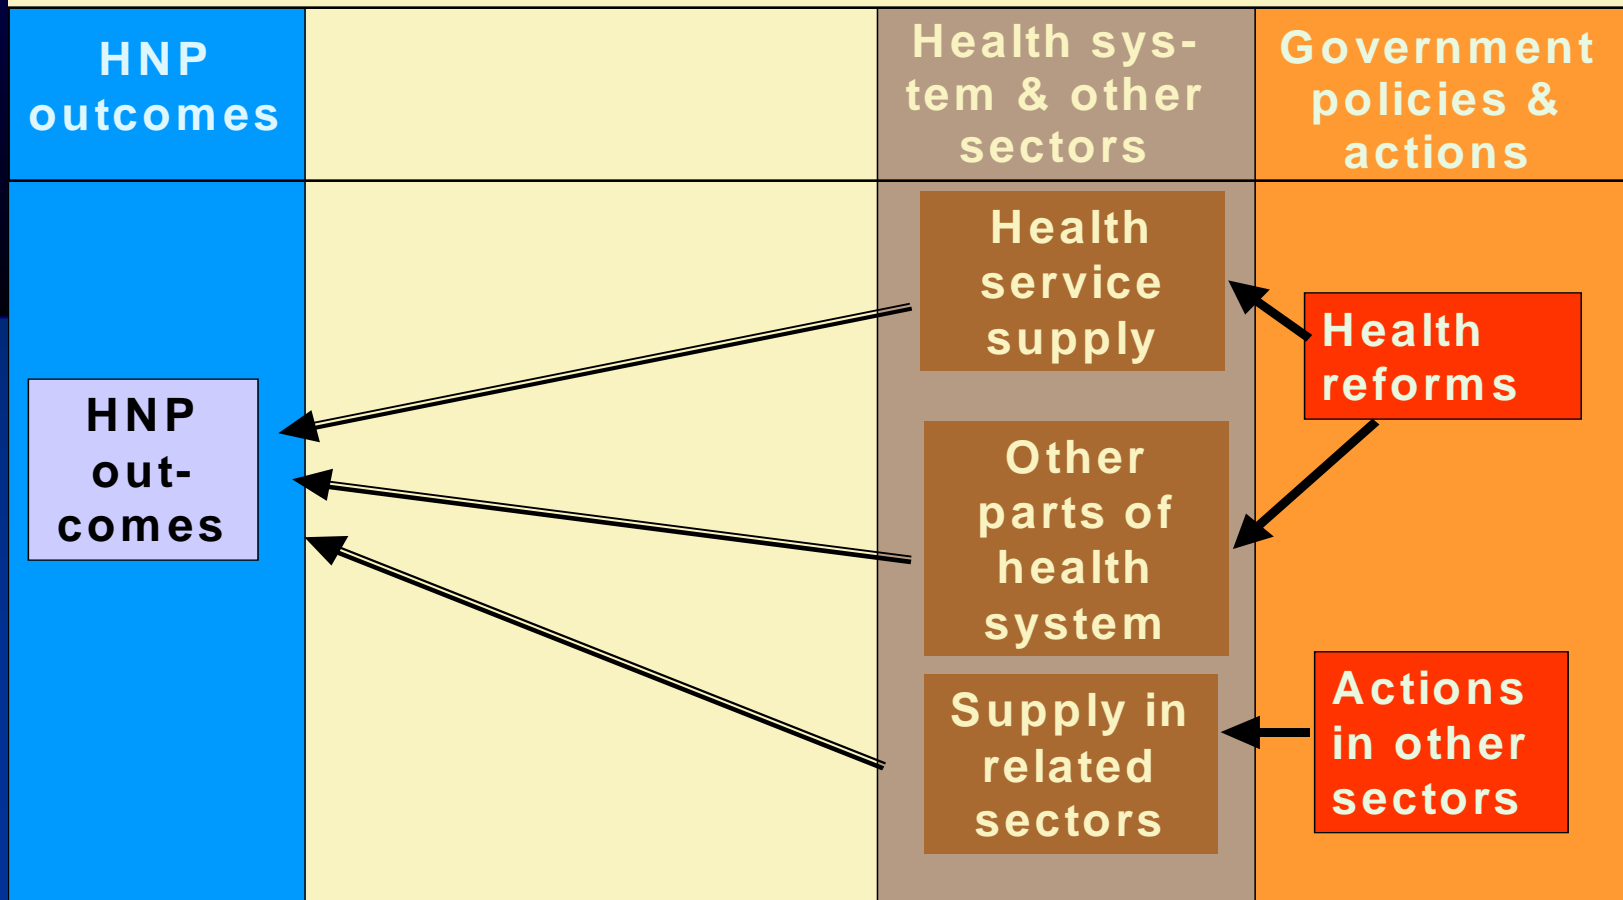 HNP
outcomes
Health sys-
tem & other
sectors
Government
policies &
actions
Health
service
supply
Health
reforms
HNP
out-
comes
Other
parts of
health
system
Supply in
related
sectors
Actions
in other
sectors